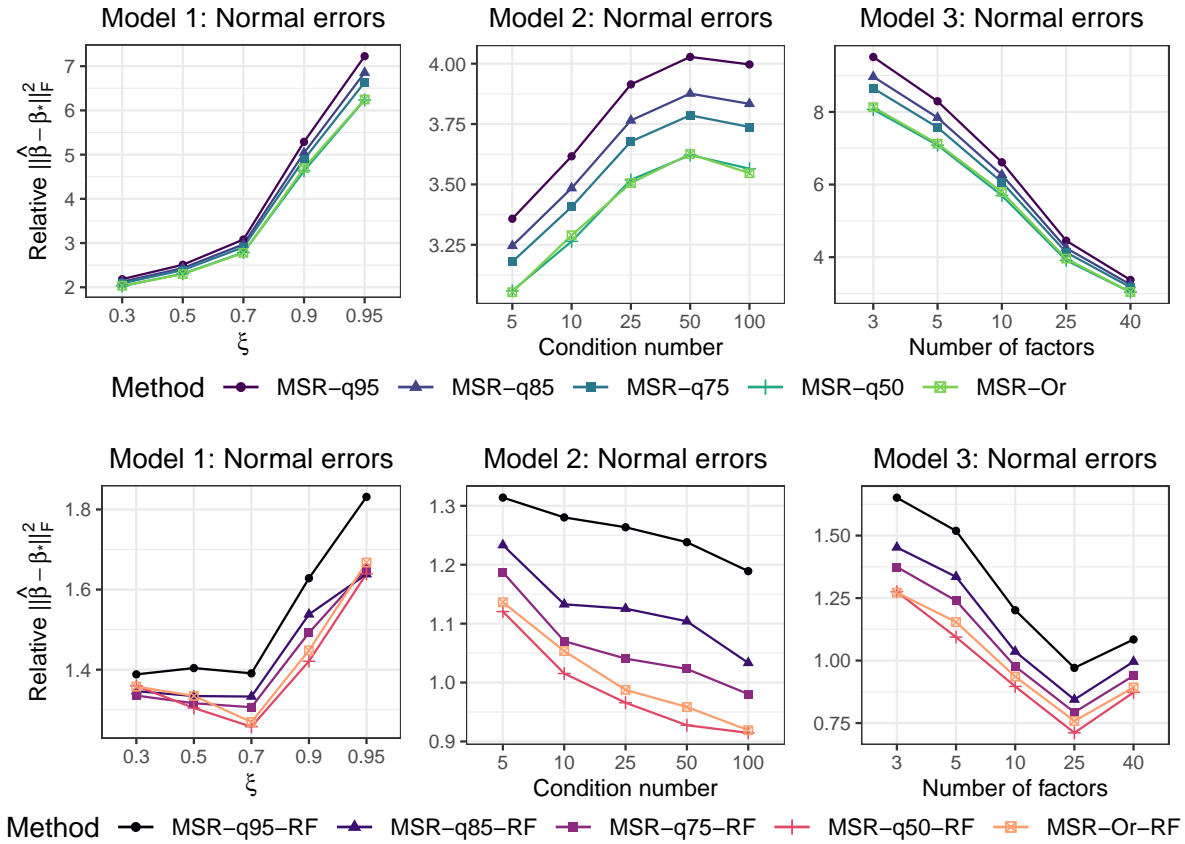 Model 1: Normal errors
Model 2: Normal errors
Model 3: Normal errors
Relative ||β̂ − β*||²F
7
6
5
4
3
2
0.3 0.5 0.7 0.9 0.95
ξ
4.00
3.75
3.50
3.25
5 10 25 50 100
Condition number
8
6
4
3 5 10 25 40
Number of factors
Method MSR−q95 MSR−q85 MSR−q75 MSR−q50 MSR−Or
Model 1: Normal errors
Model 2: Normal errors
Model 3: Normal errors
Relative ||β̂ − β*||²F
1.8
1.6
1.4
0.3 0.5 0.7 0.9 0.95
ξ
1.3
1.2
1.1
1.0
0.9
5 10 25 50 100
Condition number
1.50
1.25
1.00
0.75
3 5 10 25 40
Number of factors
Method MSR−q95−RF MSR−q85−RF MSR−q75−RF MSR−q50−RF MSR−Or−RF